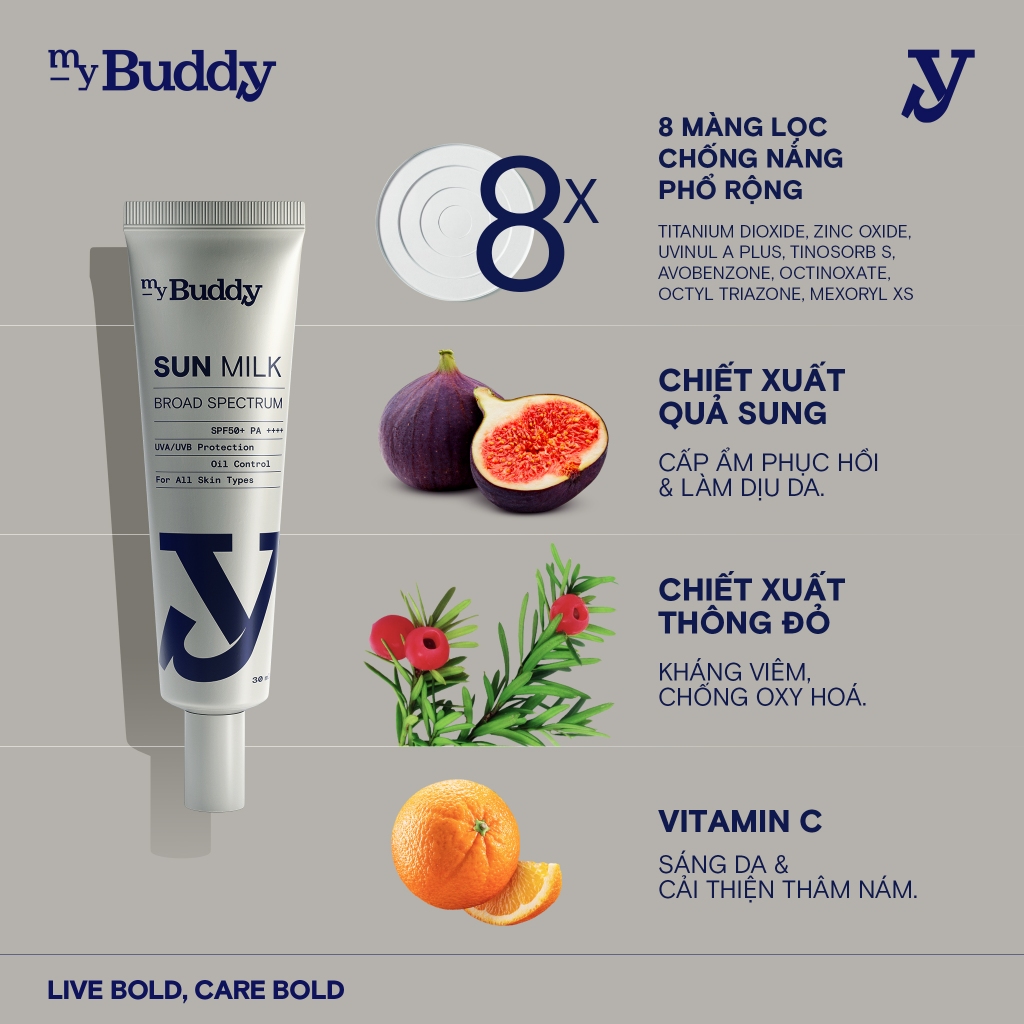 my Buddy
y
8 MÀNG LỌC
CHỐNG NẮNG
PHỔ RỘNG
8X
TITANIUM DIOXIDE, ZINC OXIDE,
UVINUL A PLUS, TINOSORB S,
AVOBENZONE, OCTINOXATE,
OCTYL TRIAZONE, MEXORYL XS
my Buddy
SUN MILK
BROAD SPECTRUM
SPF50+ PA ++++
UVA/UVB Protection
Oil Control
For All Skin Types
y
30
CHIẾT XUẤT
QUẢ SUNG
CẤP ẨM PHỤC HỒI
& LÀM DỊU DA.
CHIẾT XUẤT
THÔNG ĐỎ
KHÁNG VIÊM,
CHỐNG OXY HOÁ.
VITAMIN C
SÁNG DA &
CẢI THIỆN THÂM NÁM.
LIVE BOLD, CARE BOLD